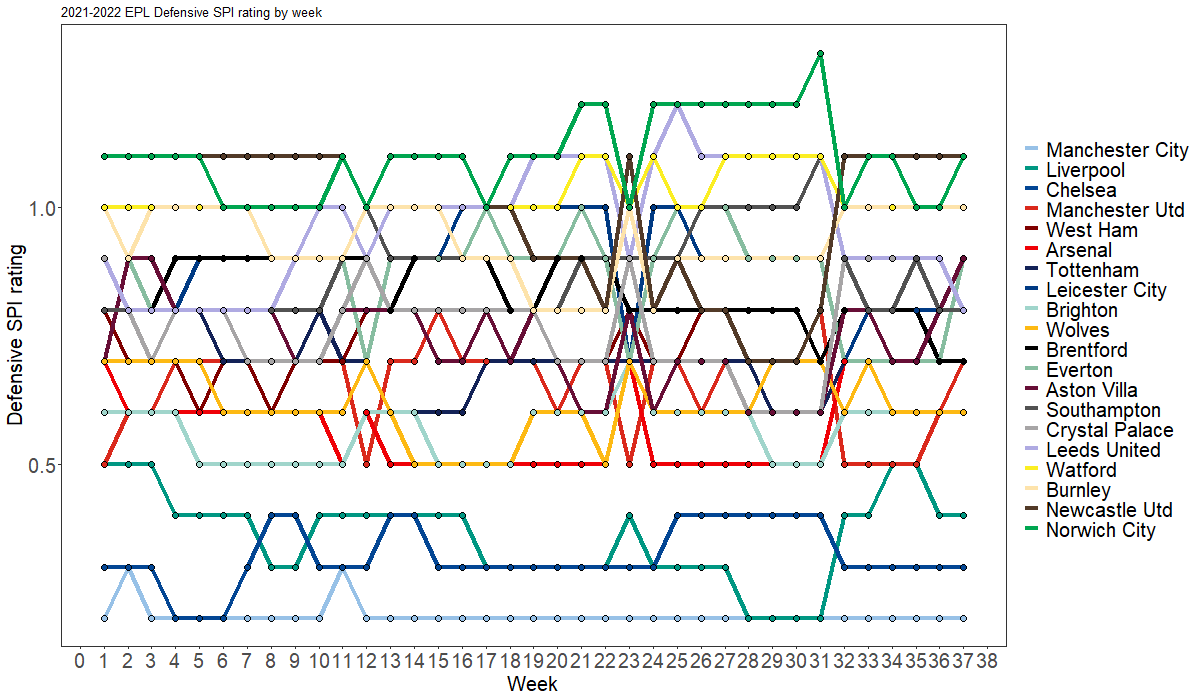 2021-2022 EPL Defensive SPI rating by week
Defensive SPI rating
1.0
0.5
0 1 2 3 4 5 6 7 8 9 10 11 12 13 14 15 16 17 18 19 20 21 22 23 24 25 26 27 28 29 30 31 32 33 34 35 36 37 38
Week
Manchester City
Liverpool
Chelsea
Manchester Utd
West Ham
Arsenal
Tottenham
Leicester City
Brighton
Wolves
Brentford
Everton
Aston Villa
Southampton
Crystal Palace
Leeds United
Watford
Burnley
Newcastle Utd
Norwich City